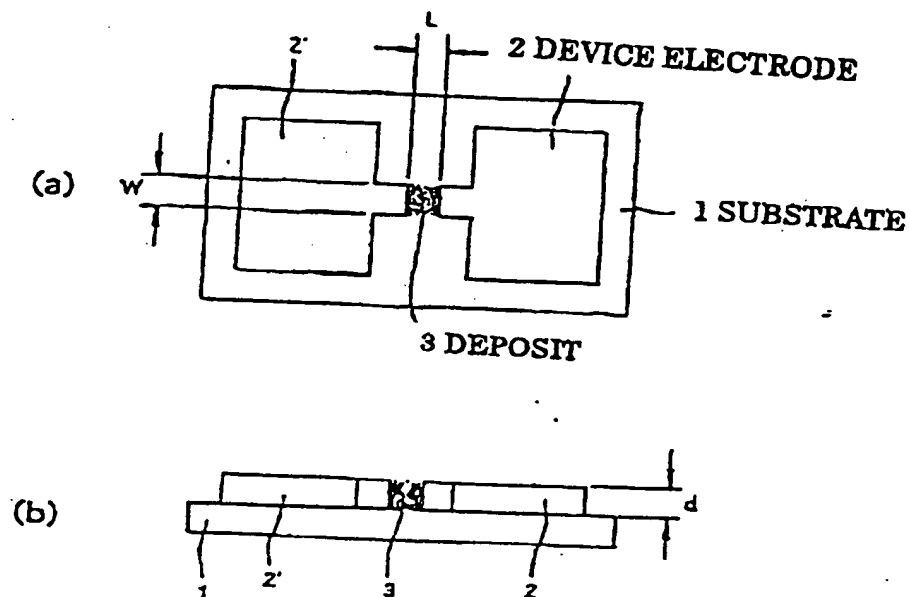 L
2'
2 DEVICE ELECTRODE
(a)
W
1 SUBSTRATE
3 DEPOSIT
(b)
d
1
2'
3
2